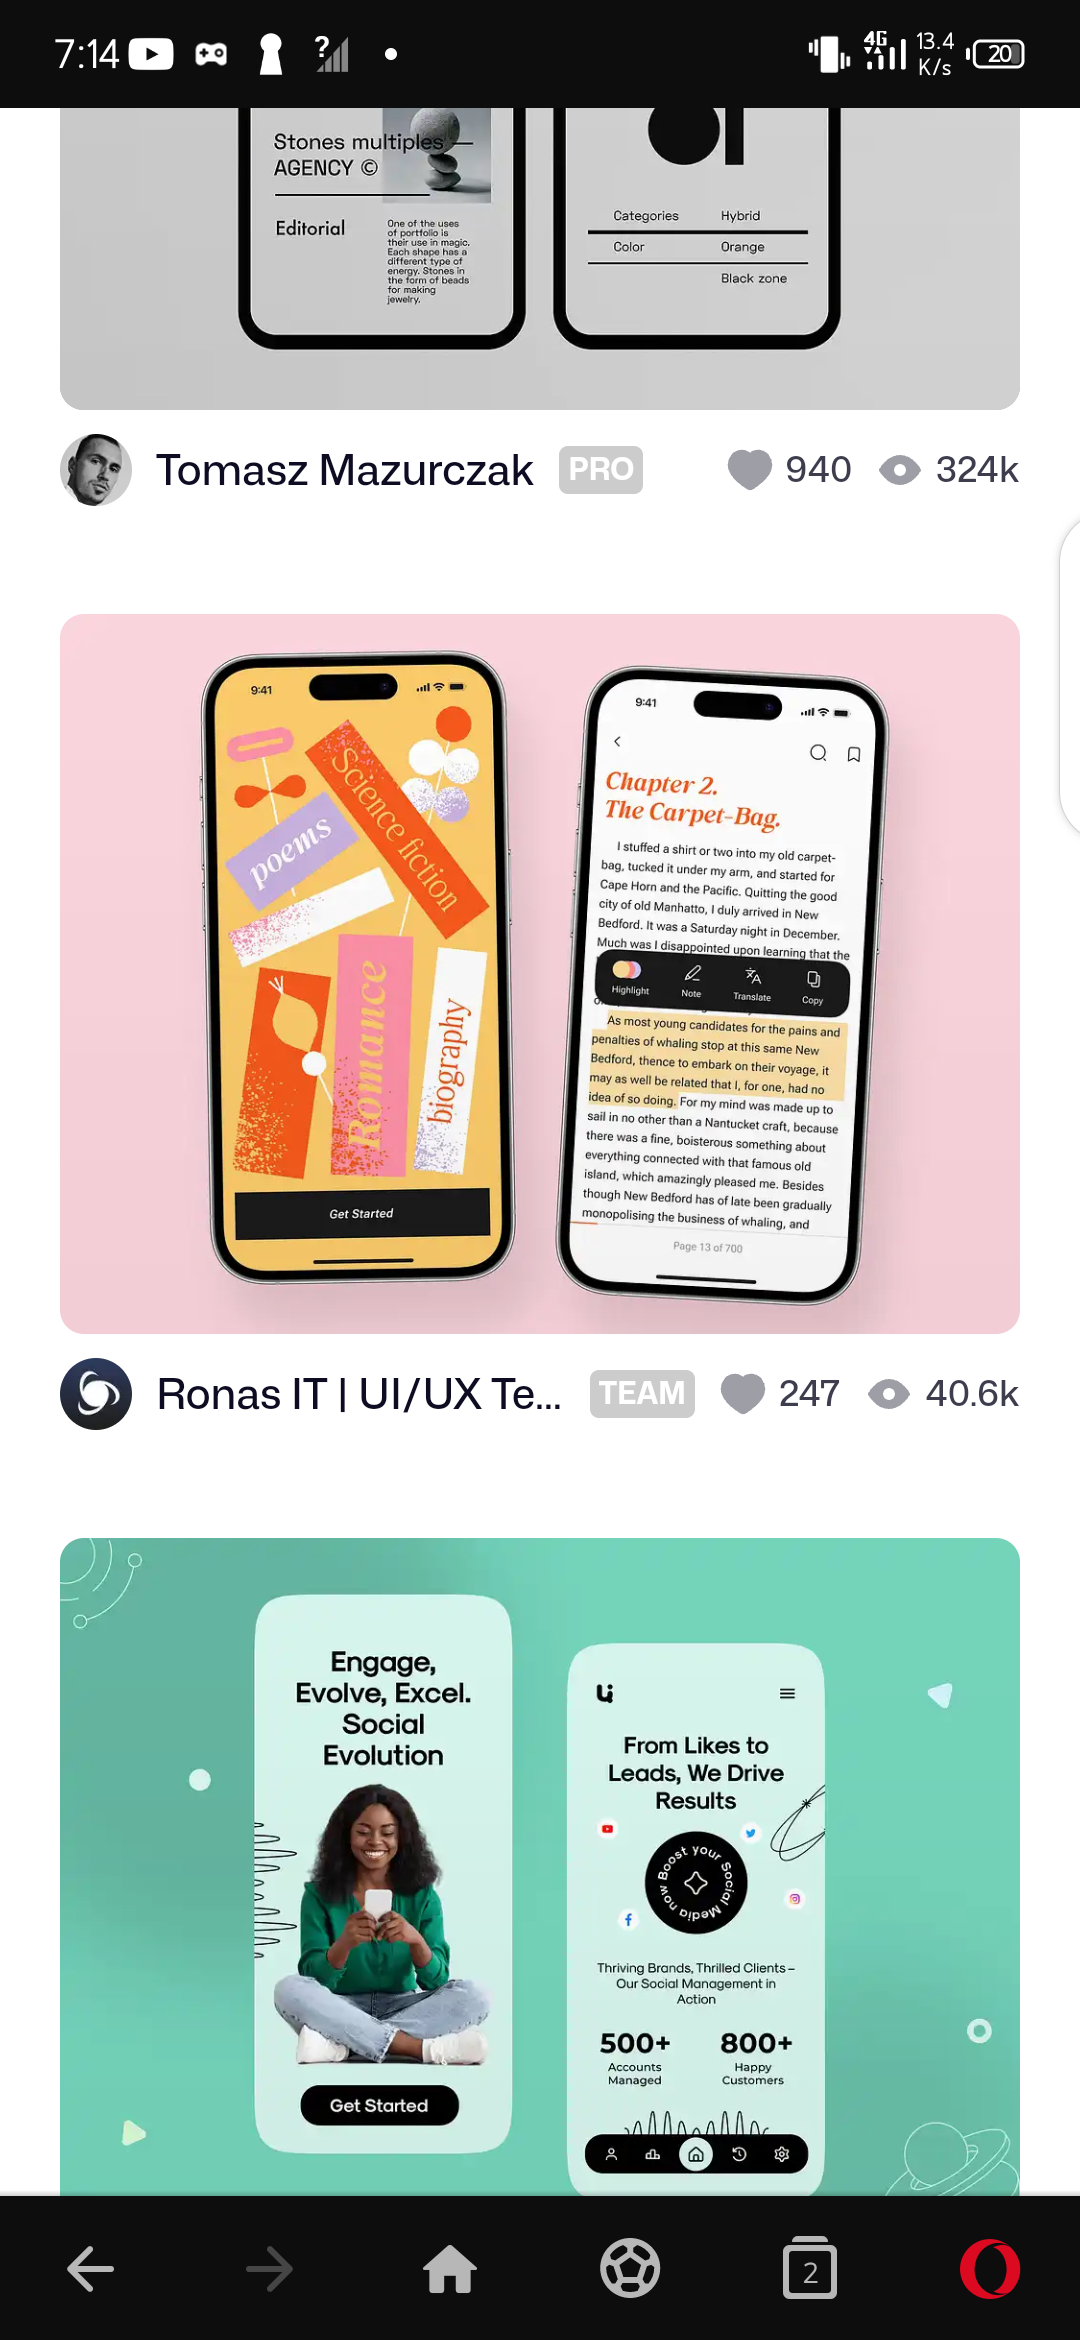 7:14
4G
13.4
K/s
20
Stones multiples —
AGENCY ©
Editorial
One of the uses
of portfolio is
their use in magic.
Each shape has a
different type of
energy. Stones in
the form of beads
for making
jewelry.
Categories Hybrid
Color Orange
Black zone
Tomasz Mazurczak PRO 940 324k
9:41
Science fiction
poems
Romance
biography
Get Started
9:41
Chapter 2.
The Carpet-Bag.
I stuffed a shirt or two into my old carpet-
bag, tucked it under my arm, and started for
Cape Horn and the Pacific. Quitting the good
city of old Manhatto, I duly arrived in New
Bedford. It was a Saturday night in December.
Much was I disappointed upon learning that the
Highlight Note Translate Copy
As most young candidates for the pains and
penalties of whaling stop at this same New
Bedford, thence to embark on their voyage, it
may as well be related that I, for one, had no
idea of so doing. For my mind was made up to
sail in no other than a Nantucket craft, because
there was a fine, boisterous something about
everything connected with that famous old
island, which amazingly pleased me. Besides
though New Bedford has of late been gradually
monopolising the business of whaling, and
Page 13 of 700
Ronas IT | UI/UX Te... TEAM 247 40.6k
Engage,
Evolve, Excel.
Social
Evolution
Get Started
From Likes to
Leads, We Drive
Results
Boost your Social Media now
Thriving Brands, Thrilled Clients –
Our Social Management in
Action
500+ 800+
Accounts Happy
Managed Customers
2